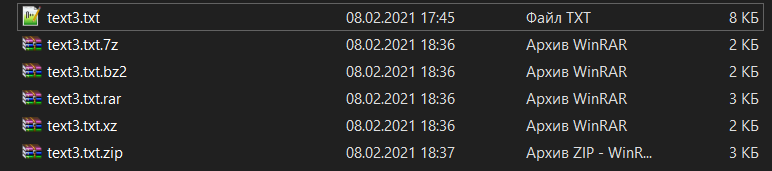 text3.txt 08.02.2021 17:45 Файл TXT 8 КБ
text3.txt.7z 08.02.2021 18:36 Архив WinRAR 2 КБ
text3.txt.bz2 08.02.2021 18:36 Архив WinRAR 2 КБ
text3.txt.rar 08.02.2021 18:36 Архив WinRAR 3 КБ
text3.txt.xz 08.02.2021 18:36 Архив WinRAR 2 КБ
text3.txt.zip 08.02.2021 18:37 Архив ZIP - WinR... 3 КБ